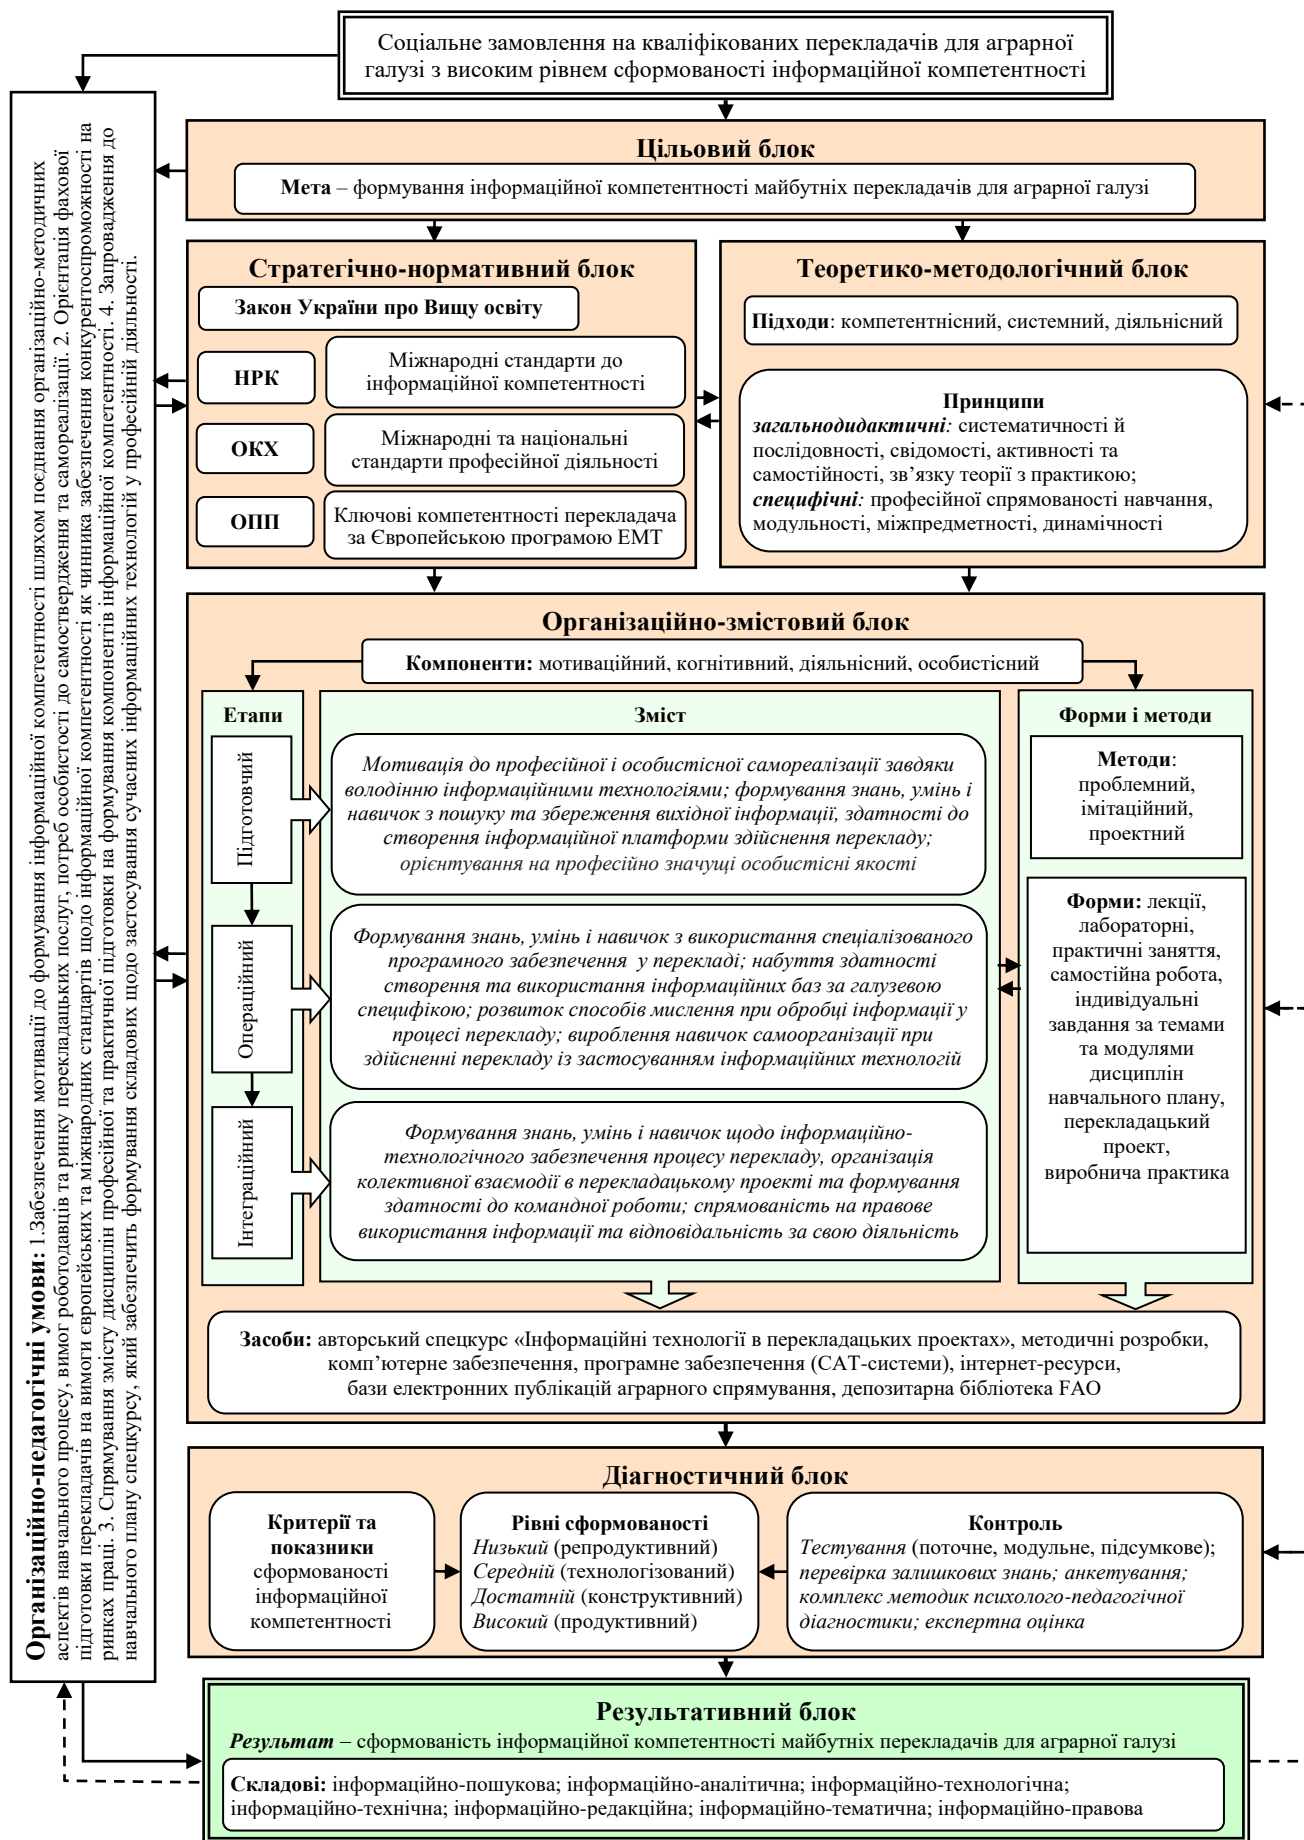 Соціальне замовлення на кваліфікованих перекладачів для аграрної
галузі з високим рівнем сформованості інформаційної компетентності
Організаційно-педагогічні умови: 1.Забезпечення мотивації до формування інформаційної компетентності шляхом поєднання організаційно-методичних
аспектів навчального процесу, вимог роботодавців та ринку перекладацьких послуг, потреб особистості до самоствердження та самореалізації. 2. Орієнтація фахової
підготовки перекладачів на вимоги європейських та міжнародних стандартів щодо інформаційної компетентності як чинника забезпечення конкурентоспроможності на
ринках праці. 3. Спрямування змісту дисциплін професійної та практичної підготовки на формування компонентів інформаційної компетентності. 4. Запровадження до
навчального плану спецкурсу, який забезпечить формування складових щодо застосування сучасних інформаційних технологій у професійній діяльності.
Цільовий блок
Мета – формування інформаційної компетентності майбутніх перекладачів для аграрної галузі
Стратегічно-нормативний блок
Закон України про Вищу освіту
НРК
Міжнародні стандарти до
інформаційної компетентності
ОКХ
Міжнародні та національні
стандарти професійної діяльності
ОПП
Ключові компетентності перекладача
за Європейською програмою EMT
Теоретико-методологічний блок
Підходи: компетентнісний, системний, діяльнісний
Принципи
загальнодидактичні: систематичності й
послідовності, свідомості, активності та
самостійності, зв’язку теорії з практикою;
специфічні: професійної спрямованості навчання,
модульності, міжпредметності, динамічності
Організаційно-змістовий блок
Компоненти: мотиваційний, когнітивний, діяльнісний, особистісний
Етапи
Підготовчий
Операційний
Інтеграційний
Зміст
Мотивація до професійної і особистісної самореалізації завдяки
володінню інформаційними технологіями; формування знань, умінь і
навичок з пошуку та збереження вихідної інформації, здатності до
створення інформаційної платформи здійснення перекладу;
орієнтування на професійно значущі особистісні якості
Формування знань, умінь і навичок з використання спеціалізованого
програмного забезпечення у перекладі; набуття здатності
створення та використання інформаційних баз за галузевою
специфікою; розвиток способів мислення при обробці інформації у
процесі перекладу; вироблення навичок самоорганізації при
здійсненні перекладу із застосуванням інформаційних технологій
Формування знань, умінь і навичок щодо інформаційно-
технологічного забезпечення процесу перекладу, організація
колективної взаємодії в перекладацькому проекті та формування
здатності до командної роботи; спрямованість на правове
використання інформації та відповідальність за свою діяльність
Форми і методи
Методи:
проблемний,
імітаційний,
проектний
Форми: лекції,
лабораторні,
практичні заняття,
самостійна робота,
індивідуальні
завдання за темами
та модулями
дисциплін
навчального плану,
перекладацький
проект,
виробнича практика
Засоби: авторський спецкурс «Інформаційні технології в перекладацьких проектах», методичні розробки,
комп’ютерне забезпечення, програмне забезпечення (CAT-системи), інтернет-ресурси,
бази електронних публікацій аграрного спрямування, депозитарна бібліотека FAO
Діагностичний блок
Критерії та
показники
сформованості
інформаційної
компетентності
Рівні сформованості
Низький (репродуктивний)
Середній (технологізований)
Достатній (конструктивний)
Високий (продуктивний)
Контроль
Тестування (поточне, модульне, підсумкове);
перевірка залишкових знань; анкетування;
комплекс методик психолого-педагогічної
діагностики; експертна оцінка
Результативний блок
Результат – сформованість інформаційної компетентності майбутніх перекладачів для аграрної галузі
Складові: інформаційно-пошукова; інформаційно-аналітична; інформаційно-технологічна;
інформаційно-технічна; інформаційно-редакційна; інформаційно-тематична; інформаційно-правова